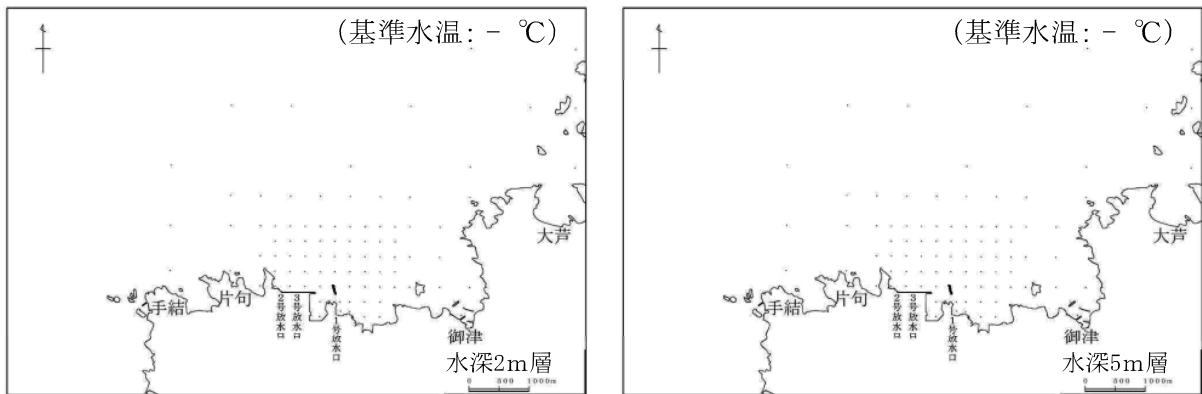 (基準水温: － ℃)
大芦
手結
片句
2号放水口
3号放水口
1号放水口
御津
水深2m層
0 500 1000m
(基準水温: － ℃)
大芦
手結
片句
2号放水口
3号放水口
1号放水口
御津
水深5m層
0 500 1000m